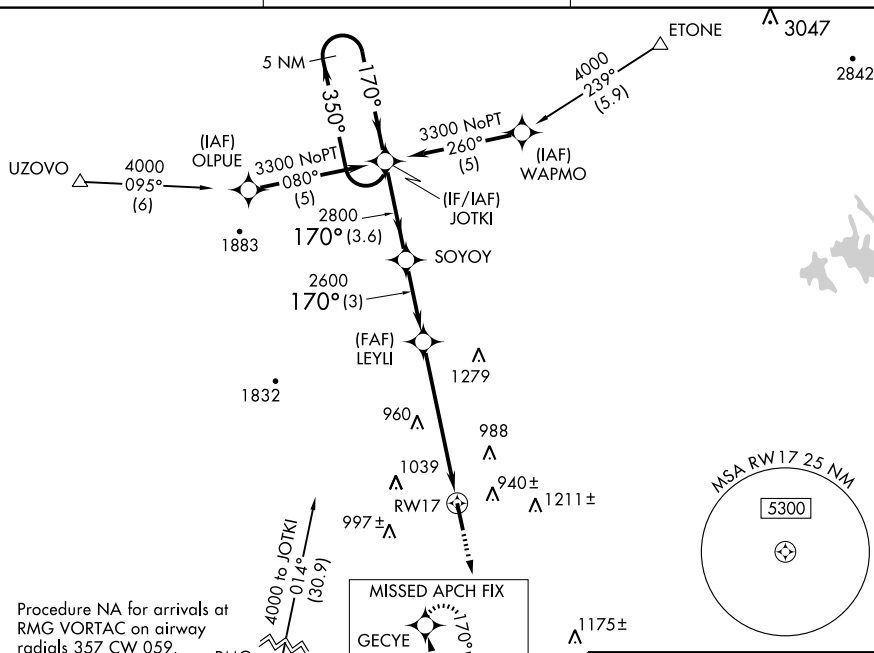 ETONE
3047
2842
4000
239°
(5.9)
5 NM
170°
350°
(IAF)
OLPUE
3300 NoPT
080°
(5)
3300 NoPT
260°
(5)
(IAF)
WAPMO
UZOVO
4000
095°
(6)
(IF/IAF)
JOTKI
1883
2800
170° (3.6)
SOYOY
2600
170° (3)
(FAF)
LEYLI
1279
1832
960
988
1039
940±
1211±
RW17
997±
MSA RW17 25 NM
5300
4000 to JOTKI
014°
(30.9)
Procedure NA for arrivals at
RMG VORTAC on airway
radials 357 CW 059.
MISSED APCH FIX
GECYE
170°
1175±